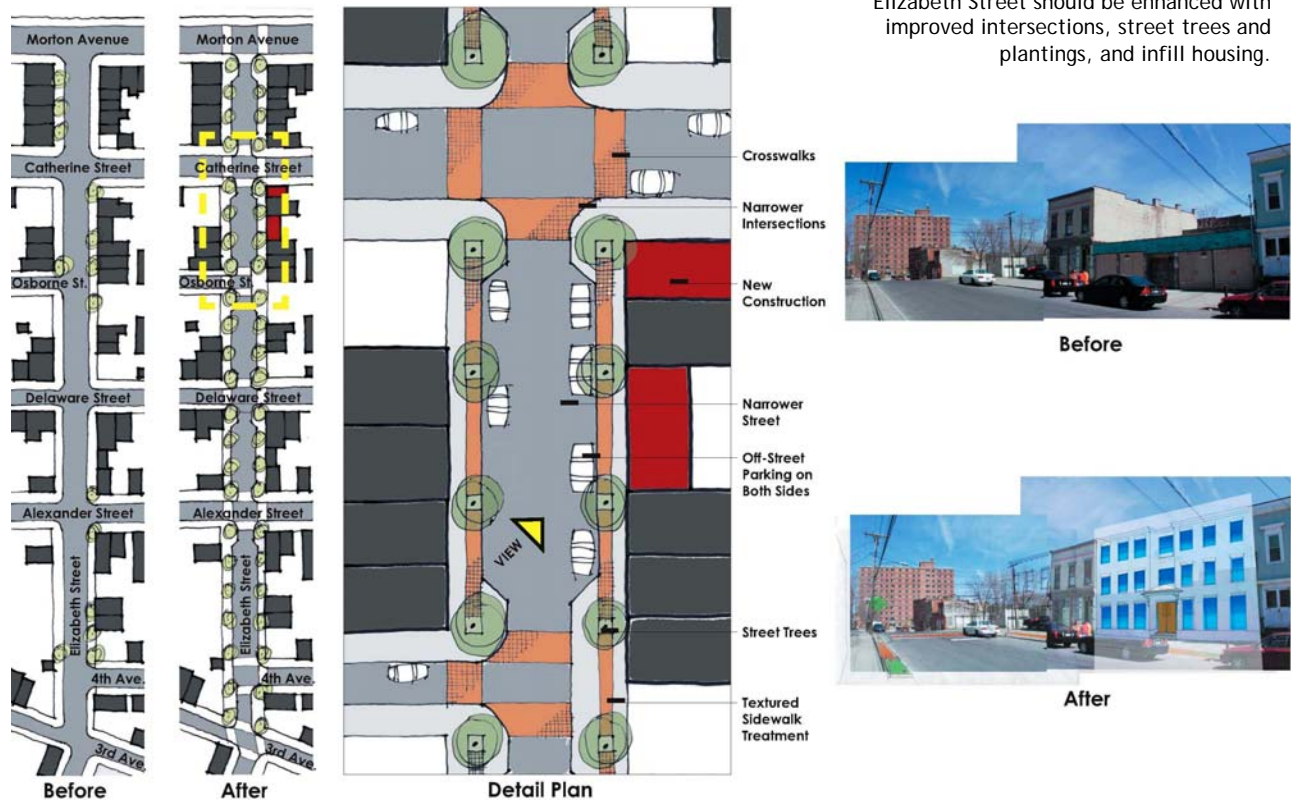 Elizabeth Street should be enhanced with
improved intersections, street trees and
plantings, and infill housing.
Morton Avenue
Catherine Street
Osborne St.
Delaware Street
Alexander Street
Elizabeth Street
4th Ave.
3rd Ave.
Before
Morton Avenue
Catherine Street
Osborne St.
Delaware Street
Alexander Street
Elizabeth Street
4th Ave.
3rd Ave.
After
VIEW
Detail Plan
Crosswalks
Narrower
Intersections
New
Construction
Narrower
Street
Off-Street
Parking on
Both Sides
Street Trees
Textured
Sidewalk
Treatment
Before
After